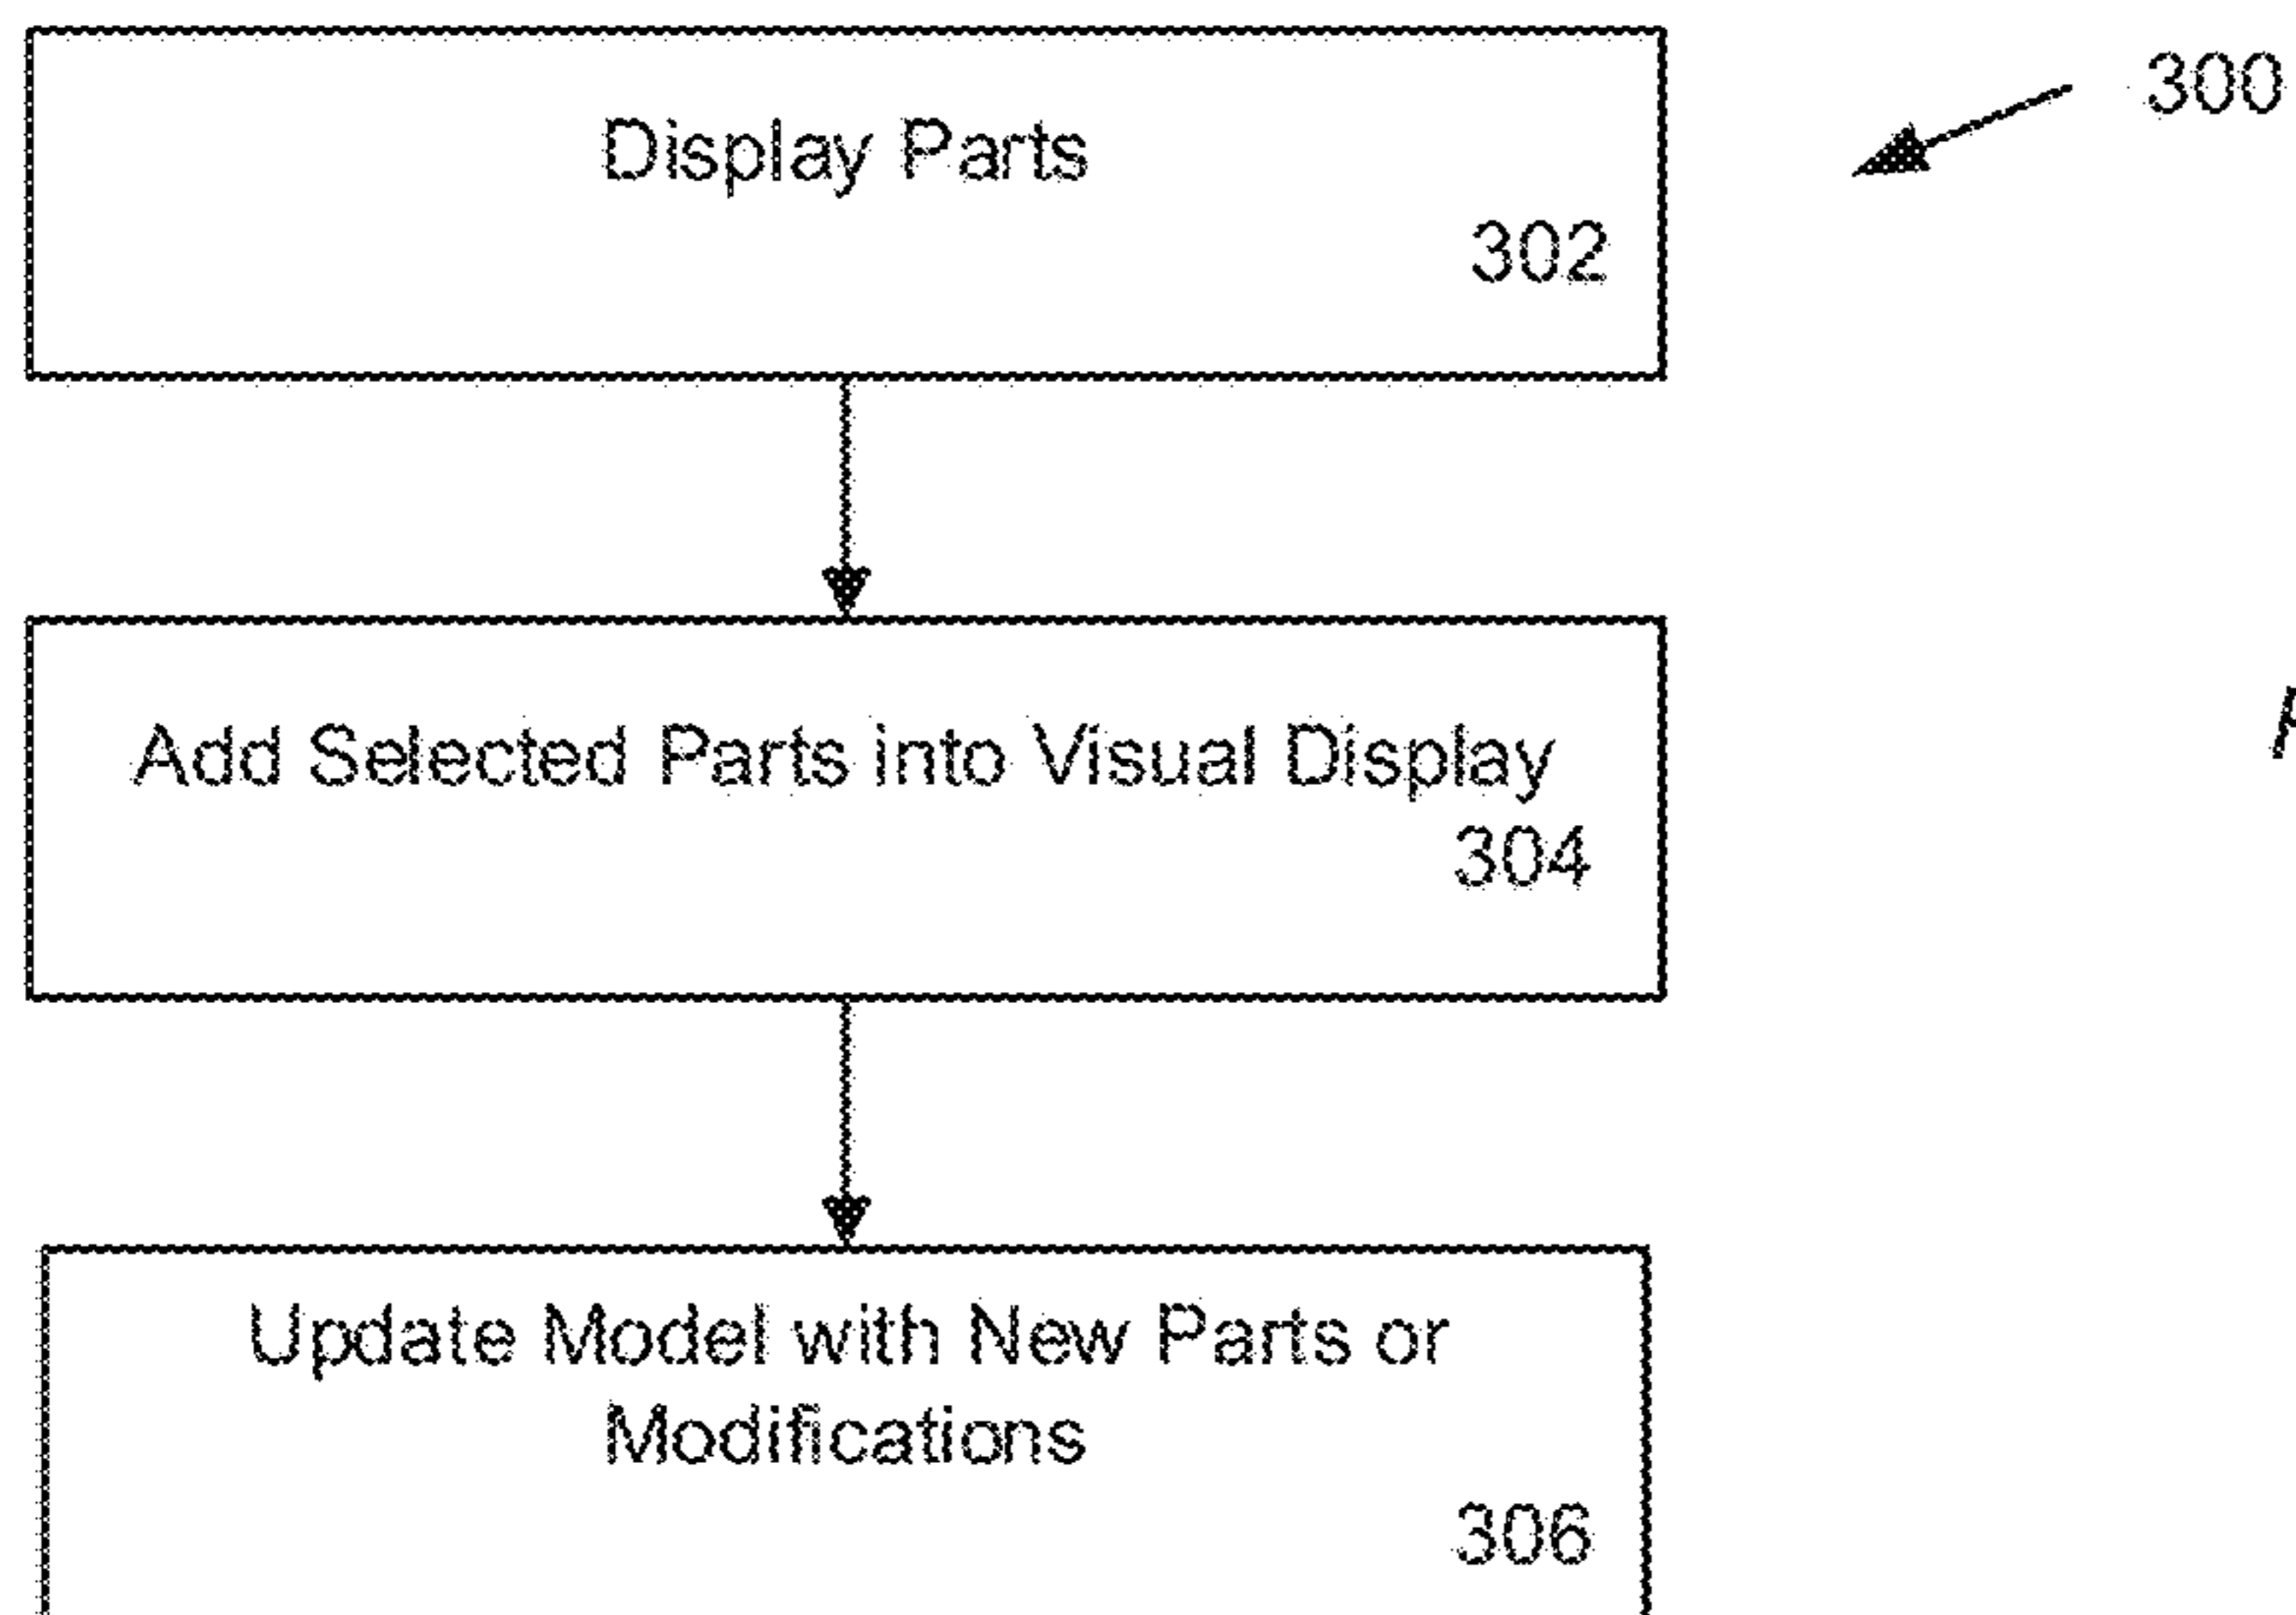 Display Parts
300
302
Add Selected Parts into Visual Display
304
Update Model with New Parts or
Modifications
306